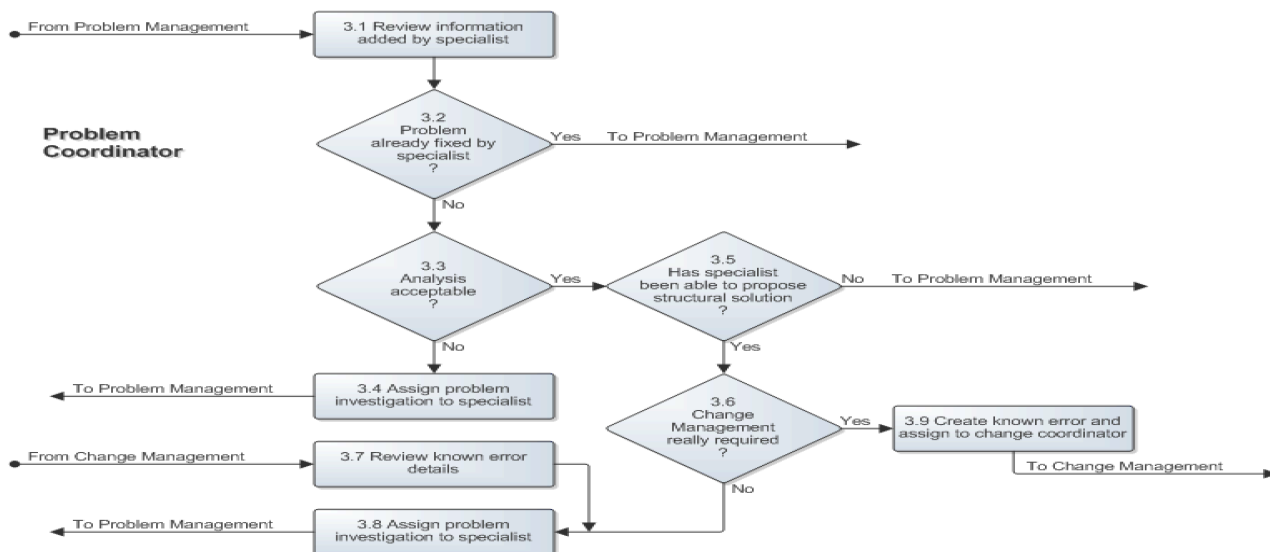 From Problem Management
3.1 Review information
added by specialist
Problem
Coordinator
3.2
Problem
already fixed by
specialist
?
Yes
To Problem Management
No
3.3
Analysis
acceptable
?
Yes
3.5
Has specialist
been able to propose
structural solution
?
No
To Problem Management
No
Yes
To Problem Management
3.4 Assign problem
investigation to specialist
3.6
Change
Management
really required
?
Yes
3.9 Create known error and
assign to change coordinator
From Change Management
3.7 Review known error
details
To Change Management
No
To Problem Management
3.8 Assign problem
investigation to specialist